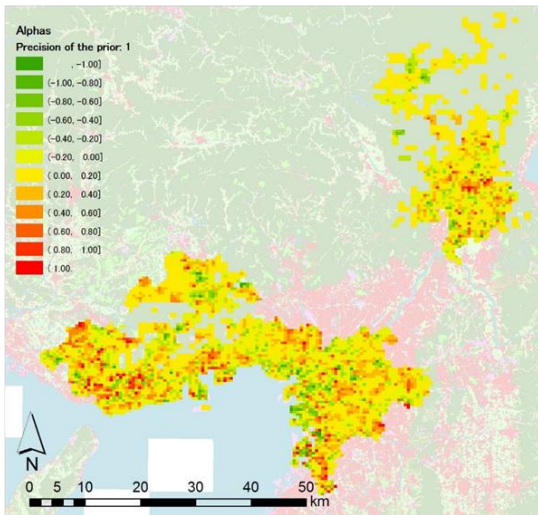 Alphas
Precision of the prior: 1
, -1.00]
(-1.00, -0.80]
(-0.80, -0.60]
(-0.60, -0.40]
(-0.40, -0.20]
(-0.20, 0.00]
(0.00, 0.20]
(0.20, 0.40]
(0.40, 0.60]
(0.60, 0.80]
(0.80, 1.00]
(1.00,
N
0 5 10 20 30 40 50
km